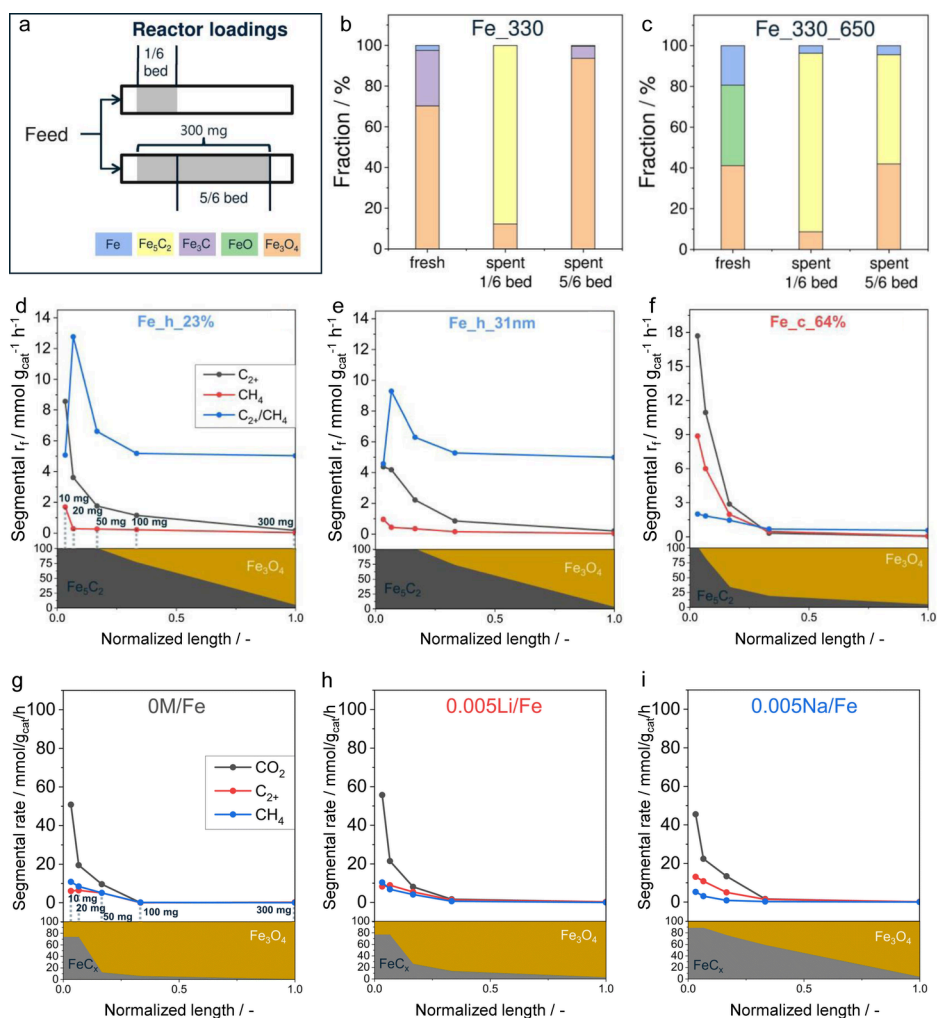 a
Reactor loadings
1/6
bed
Feed
300 mg
5/6 bed
Fe
Fe₅C₂
Fe₃C
FeO
Fe₃O₄
b
Fe_330
Fraction / %
100
80
60
40
20
0
fresh
spent
1/6 bed
spent
5/6 bed
c
Fe_330_650
Fraction / %
100
80
60
40
20
0
fresh
spent
1/6 bed
spent
5/6 bed
d
Fe_h_23%
Segmental r_f / mmol g_cat⁻¹ h⁻¹
14
12
10
8
6
4
2
0
C₂₊
CH₄
C₂₊/CH₄
10 mg
20 mg
50 mg
100 mg
300 mg
100
75
50
25
0
Fe₅C₂
Fe₃O₄
0.0
0.5
1.0
Normalized length / -
e
Fe_h_31nm
14
12
10
8
6
4
2
0
100
75
50
25
0
Fe₅C₂
Fe₃O₄
0.0
0.5
1.0
Normalized length / -
f
Fe_c_64%
18
15
12
9
6
3
0
100
75
50
25
0
Fe₅C₂
Fe₃O₄
0.0
0.5
1.0
Normalized length / -
g
0M/Fe
Segmental rate / mmol/g_cat/h
100
80
60
40
20
0
CO₂
C₂₊
CH₄
10 mg
20 mg
50 mg
100 mg
300 mg
100
80
60
40
20
0
FeCₓ
Fe₃O₄
0.0
0.5
1.0
Normalized length / -
h
0.005Li/Fe
Segmental rate / mmol/g_cat/h
100
80
60
40
20
0
100
80
60
40
20
0
FeCₓ
Fe₃O₄
0.0
0.5
1.0
Normalized length / -
i
0.005Na/Fe
Segmental rate / mmol/g_cat/h
100
80
60
40
20
0
100
80
60
40
20
0
FeCₓ
Fe₃O₄
0.0
0.5
1.0
Normalized length / -